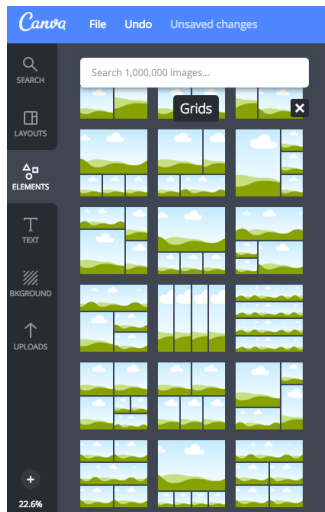 Canva File Undo Unsaved changes
SEARCH
Search 1,000,000 images...
Grids
×
LAYOUTS
ELEMENTS
T
TEXT
BKGROUND
UPLOADS
+
22.6%